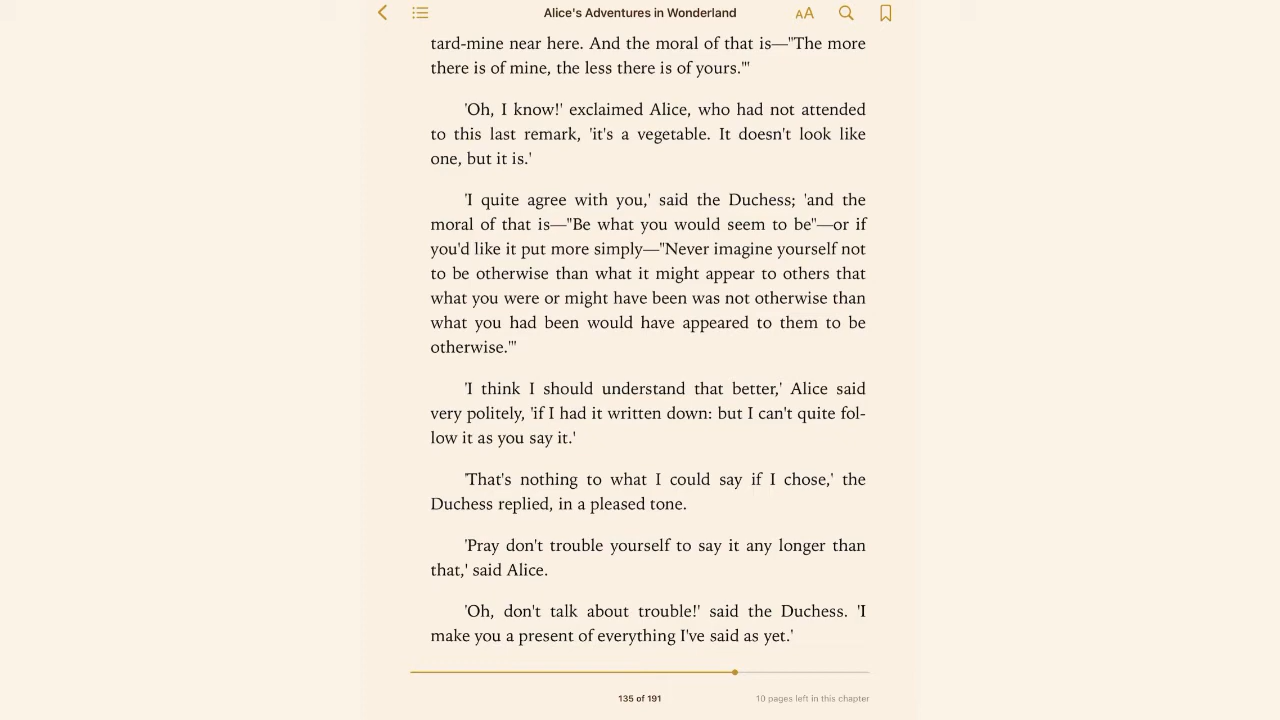 Alice's Adventures in Wonderland
AA
tard-mine near here. And the moral of that is—"The more
there is of mine, the less there is of yours."'
'Oh, I know!' exclaimed Alice, who had not attended
to this last remark, 'it's a vegetable. It doesn't look like
one, but it is.'
'I quite agree with you,' said the Duchess; 'and the
moral of that is—"Be what you would seem to be"—or if
you'd like it put more simply—"Never imagine yourself not
to be otherwise than what it might appear to others that
what you were or might have been was not otherwise than
what you had been would have appeared to them to be
otherwise."'
'I think I should understand that better,' Alice said
very politely, 'if I had it written down: but I can't quite fol-
low it as you say it.'
'That's nothing to what I could say if I chose,' the
Duchess replied, in a pleased tone.
'Pray don't trouble yourself to say it any longer than
that,' said Alice.
'Oh, don't talk about trouble!' said the Duchess. 'I
make you a present of everything I've said as yet.'
135 of 191
10 pages left in this chapter